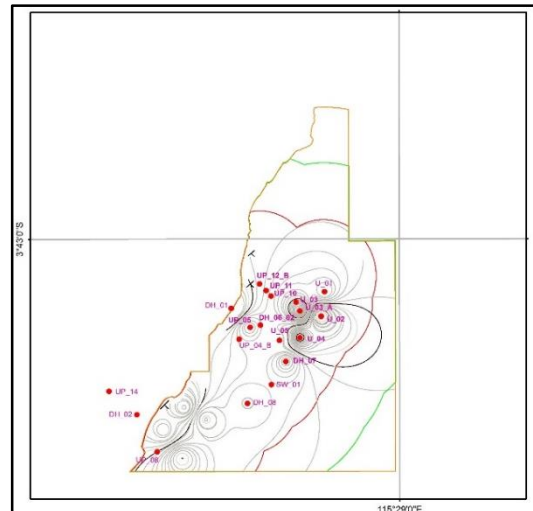 3°43'0"S
UP_12_B
UP_11
UP_10
U_01
U_03
U_03_A
DH_01
U_02
UP_05
DH_06_02
U_05
UP_04_B
U_04
DH_07
SW_01
UP_14
DH_08
DH_02
UP_08
115°29'0"E